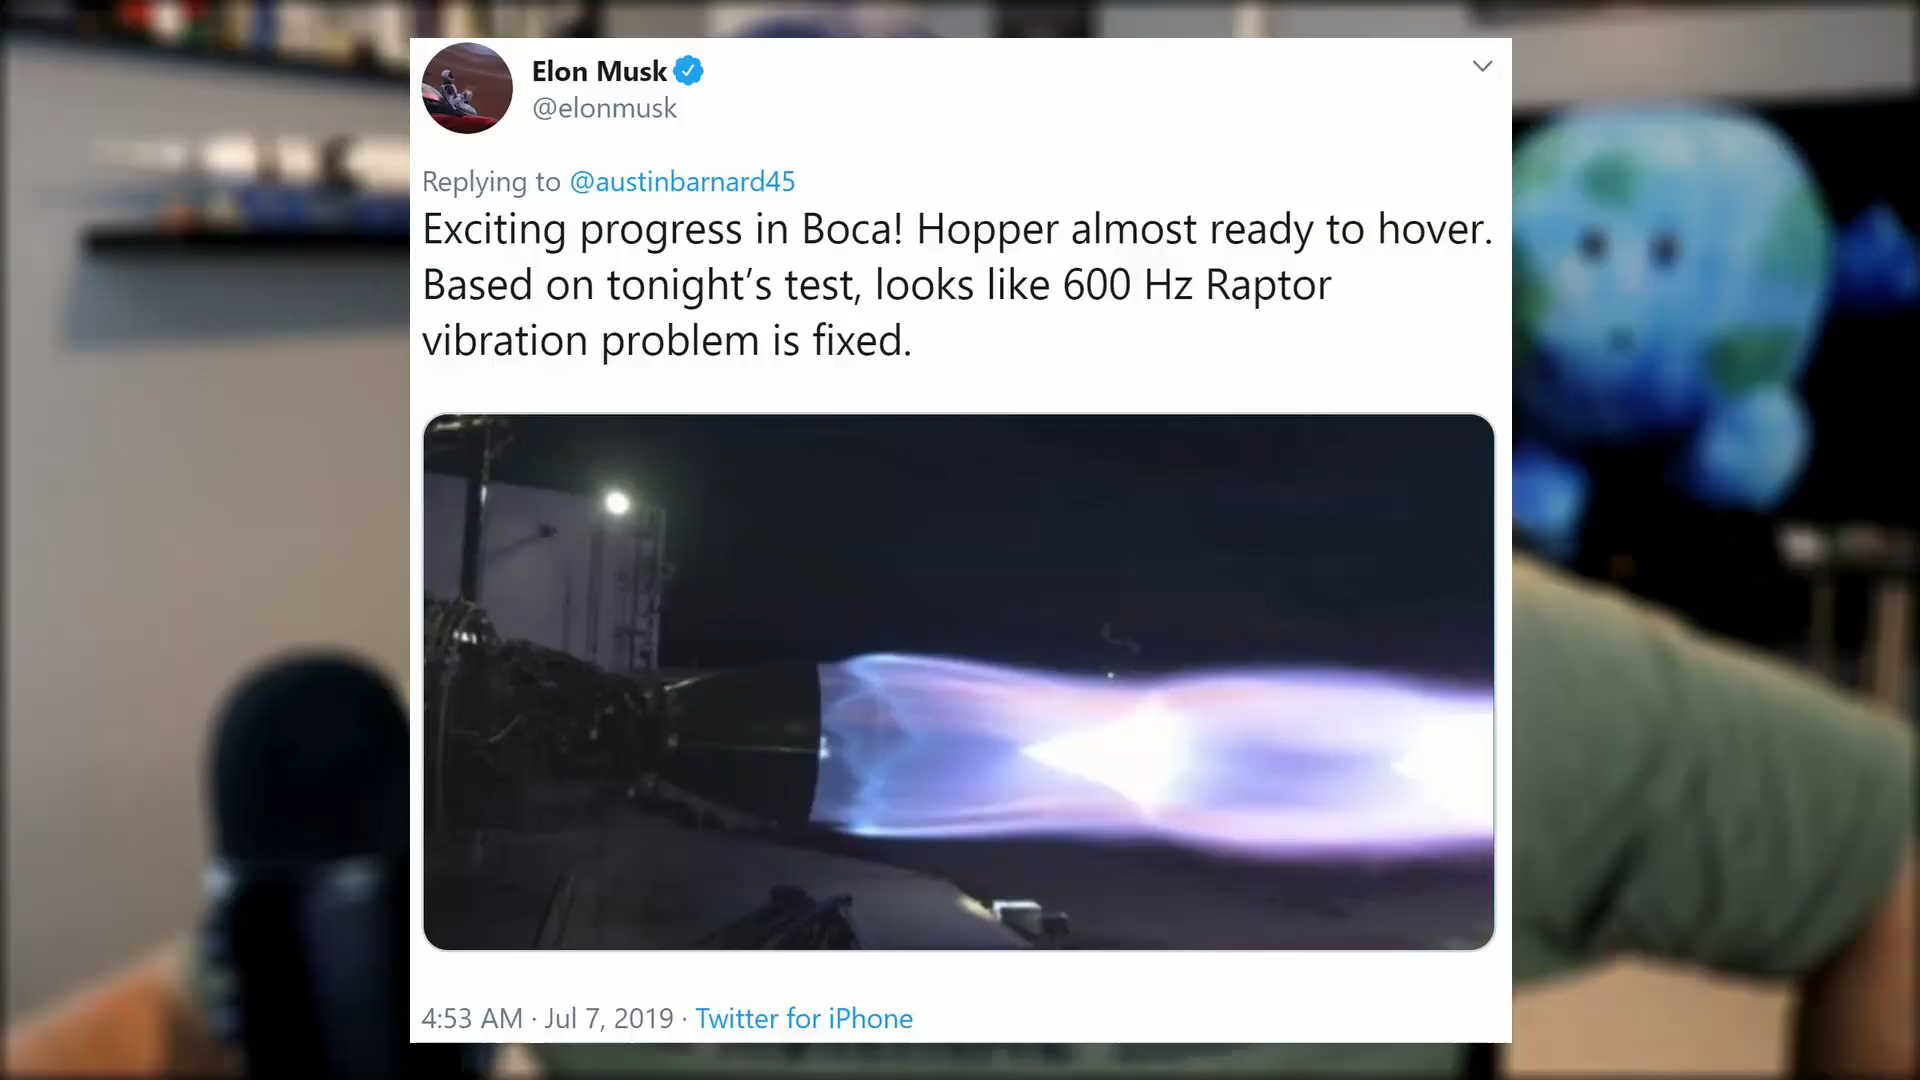 Elon Musk
@elonmusk
Replying to @austinbarnard45
Exciting progress in Boca! Hopper almost ready to hover.
Based on tonight’s test, looks like 600 Hz Raptor
vibration problem is fixed.
4:53 AM · Jul 7, 2019 · Twitter for iPhone